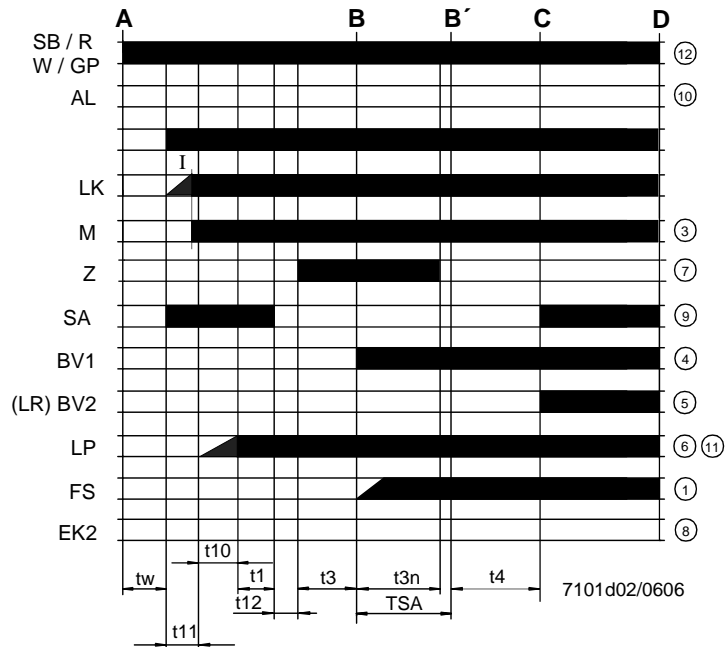 A B B´ C D
SB / R
W / GP
12
AL
10
I
LK
M
3
Z
7
SA
9
BV1
4
(LR) BV2
5
LP
6 11
FS
1
EK2
8
t10
tw t1 t3 t3n t4
7101d02/0606
t12 TSA
t11